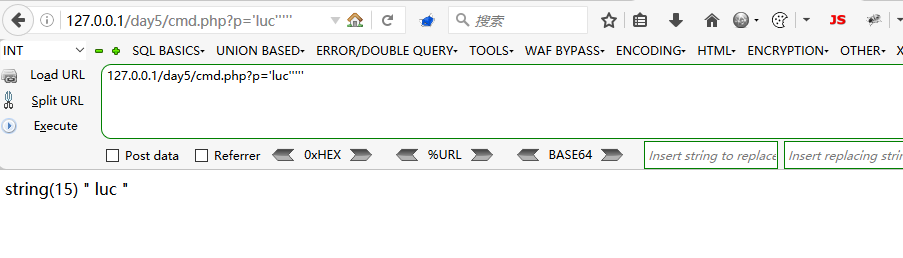 127.0.0.1/day5/cmd.php?p='luc'''''
搜索
JS
INT
SQL BASICS
UNION BASED
ERROR/DOUBLE QUERY
TOOLS
WAF BYPASS
ENCODING
HTML
ENCRYPTION
OTHER
X
Load URL
Split URL
Execute
127.0.0.1/day5/cmd.php?p='luc'''''
Post data
Referrer
0xHEX
%URL
BASE64
Insert string to replace
Insert replacing strin
string(15) " luc "